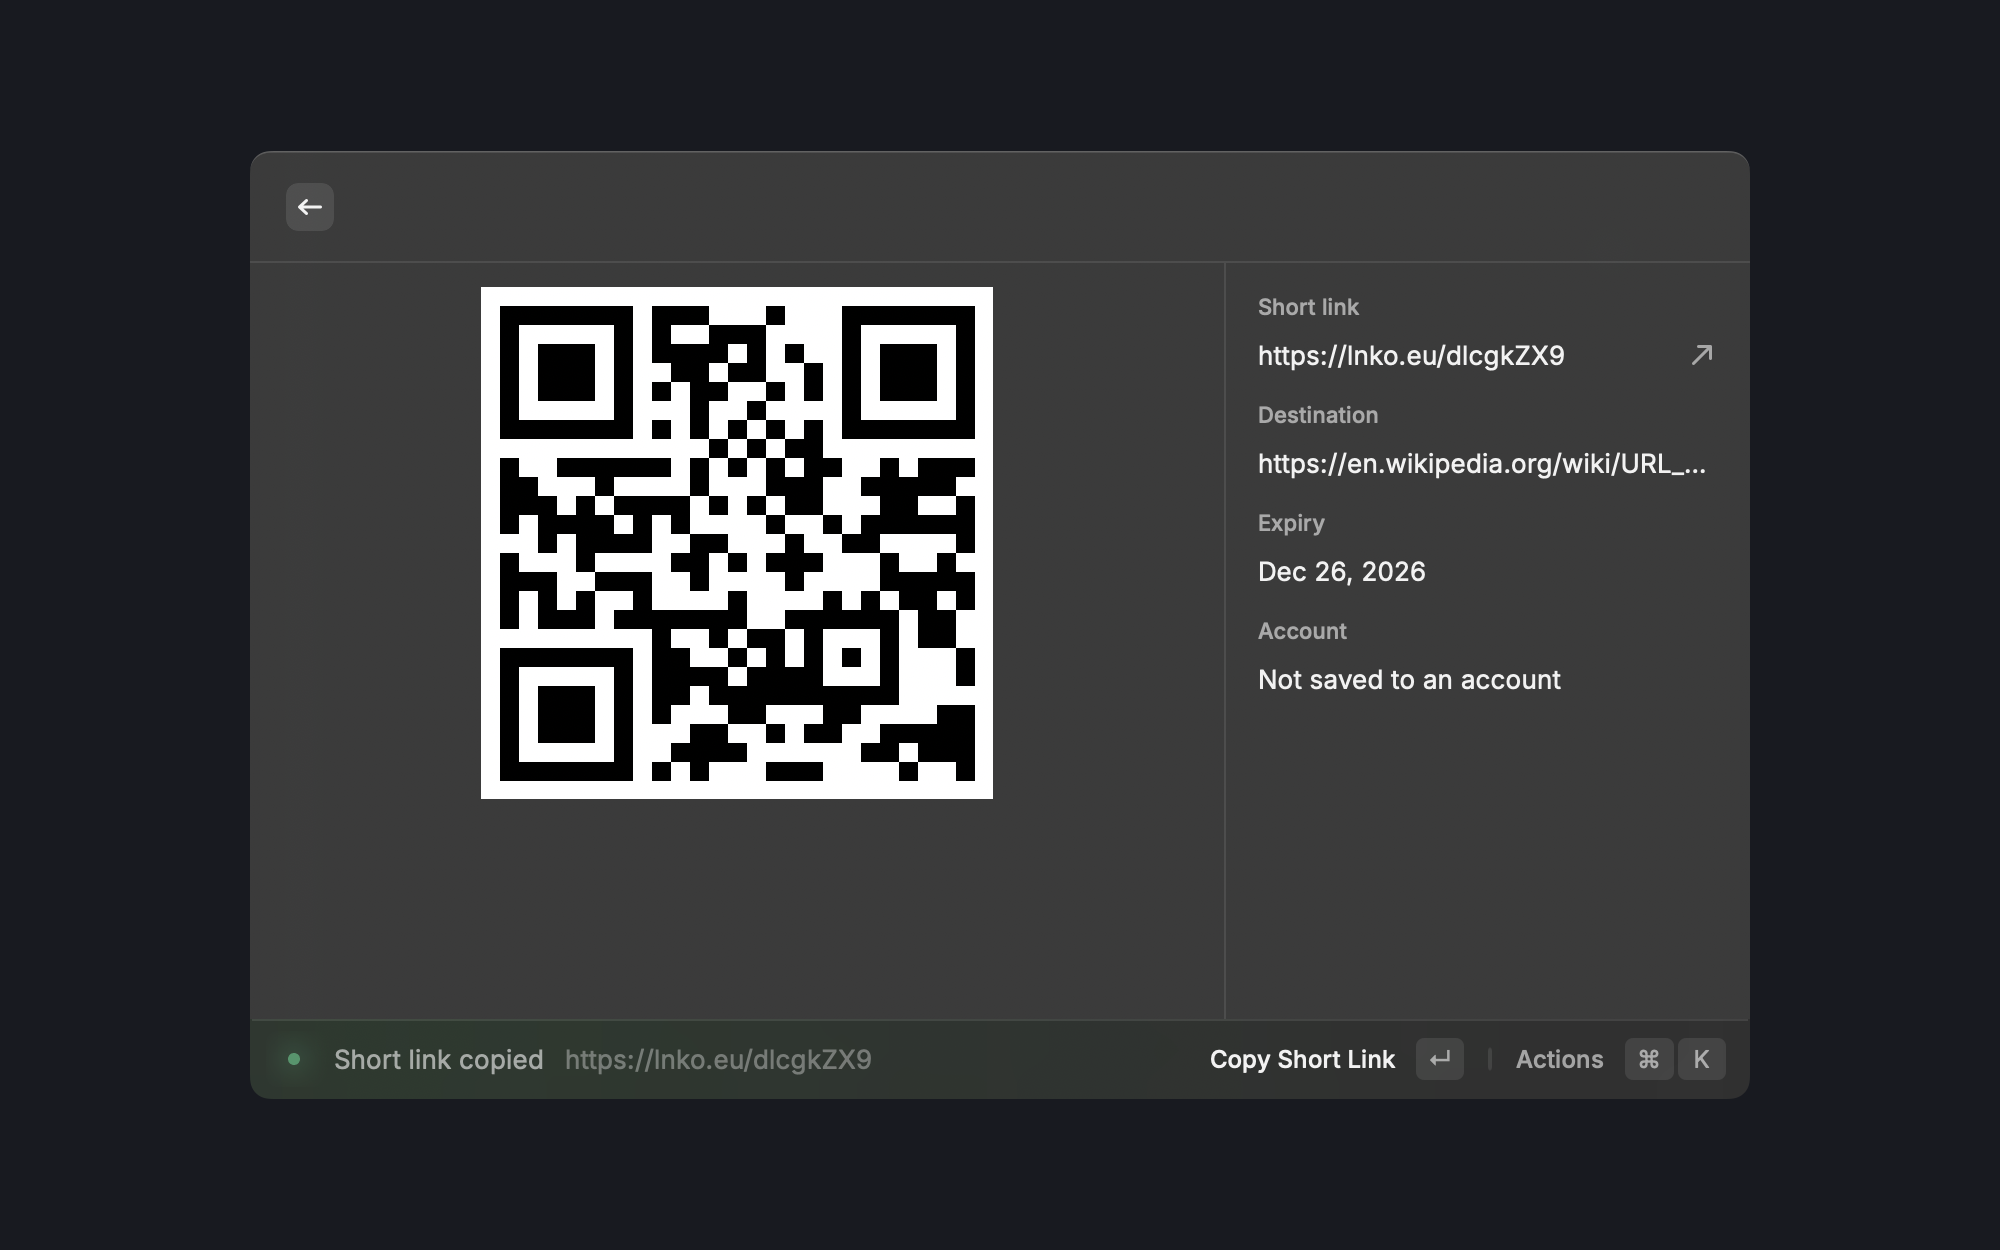 Short link
https://lnko.eu/dlcgkZX9
Destination
https://en.wikipedia.org/wiki/URL_...
Expiry
Dec 26, 2026
Account
Not saved to an account
Short link copied https://lnko.eu/dlcgkZX9 Copy Short Link Actions ⌘ K